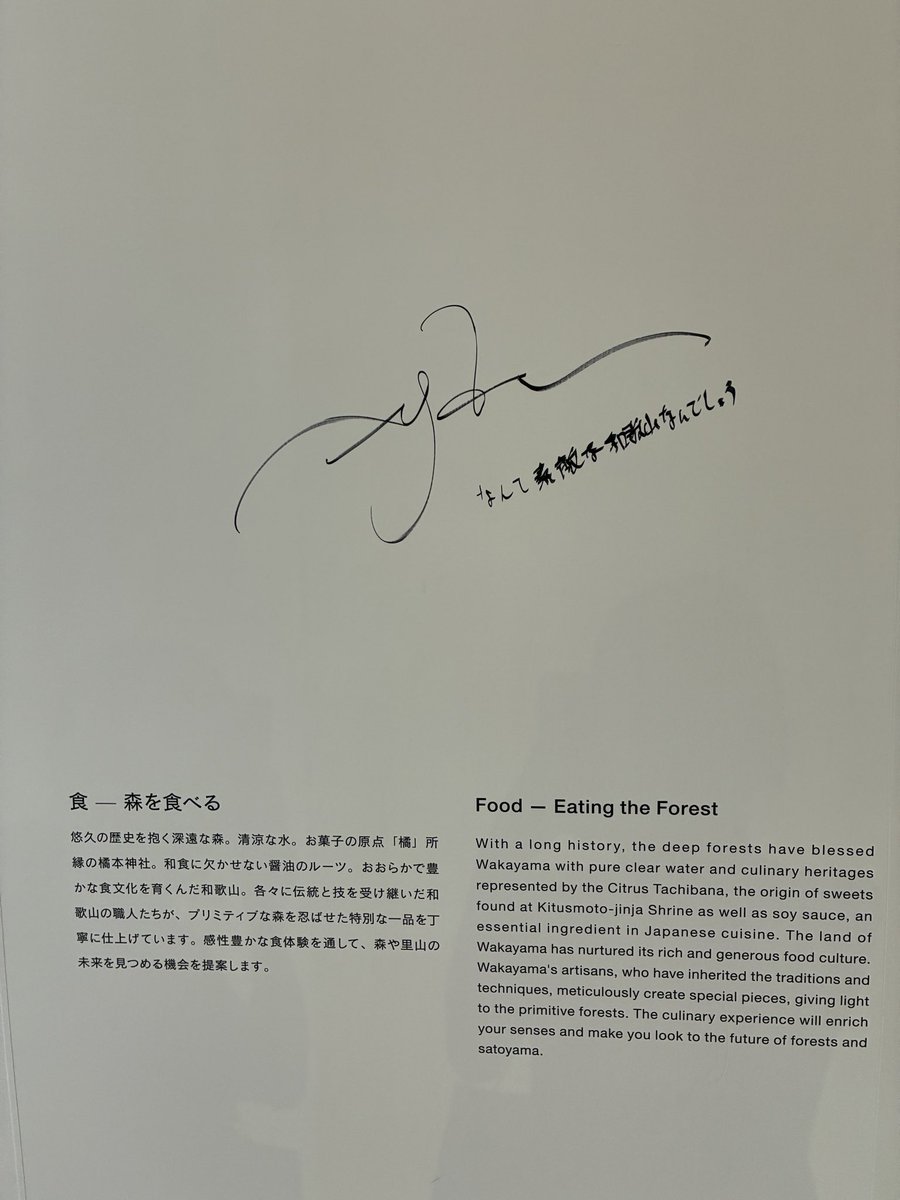 なんて素敵な和歌山なんでしょう
食 — 森を食べる
悠久の歴史を抱く深遠な森。清涼な水。お菓子の原点「橘」所
縁の橘本神社。和食に欠かせない醤油のルーツ。おおらかで豊
かな食文化を育くんだ和歌山。各々に伝統と技を受け継いだ和
歌山の職人たちが、プリミティブな森を忍ばせた特別な一品を丁
寧に仕上げています。感性豊かな食体験を通して、森や里山の
未来を見つめる機会を提案します。
Food — Eating the Forest
With a long history, the deep forests have blessed
Wakayama with pure clear water and culinary heritages
represented by the Citrus Tachibana, the origin of sweets
found at Kitusmoto-jinja Shrine as well as soy sauce, an
essential ingredient in Japanese cuisine. The land of
Wakayama has nurtured its rich and generous food culture.
Wakayama's artisans, who have inherited the traditions and
techniques, meticulously create special pieces, giving light
to the primitive forests. The culinary experience will enrich
your senses and make you look to the future of forests and
satoyama.